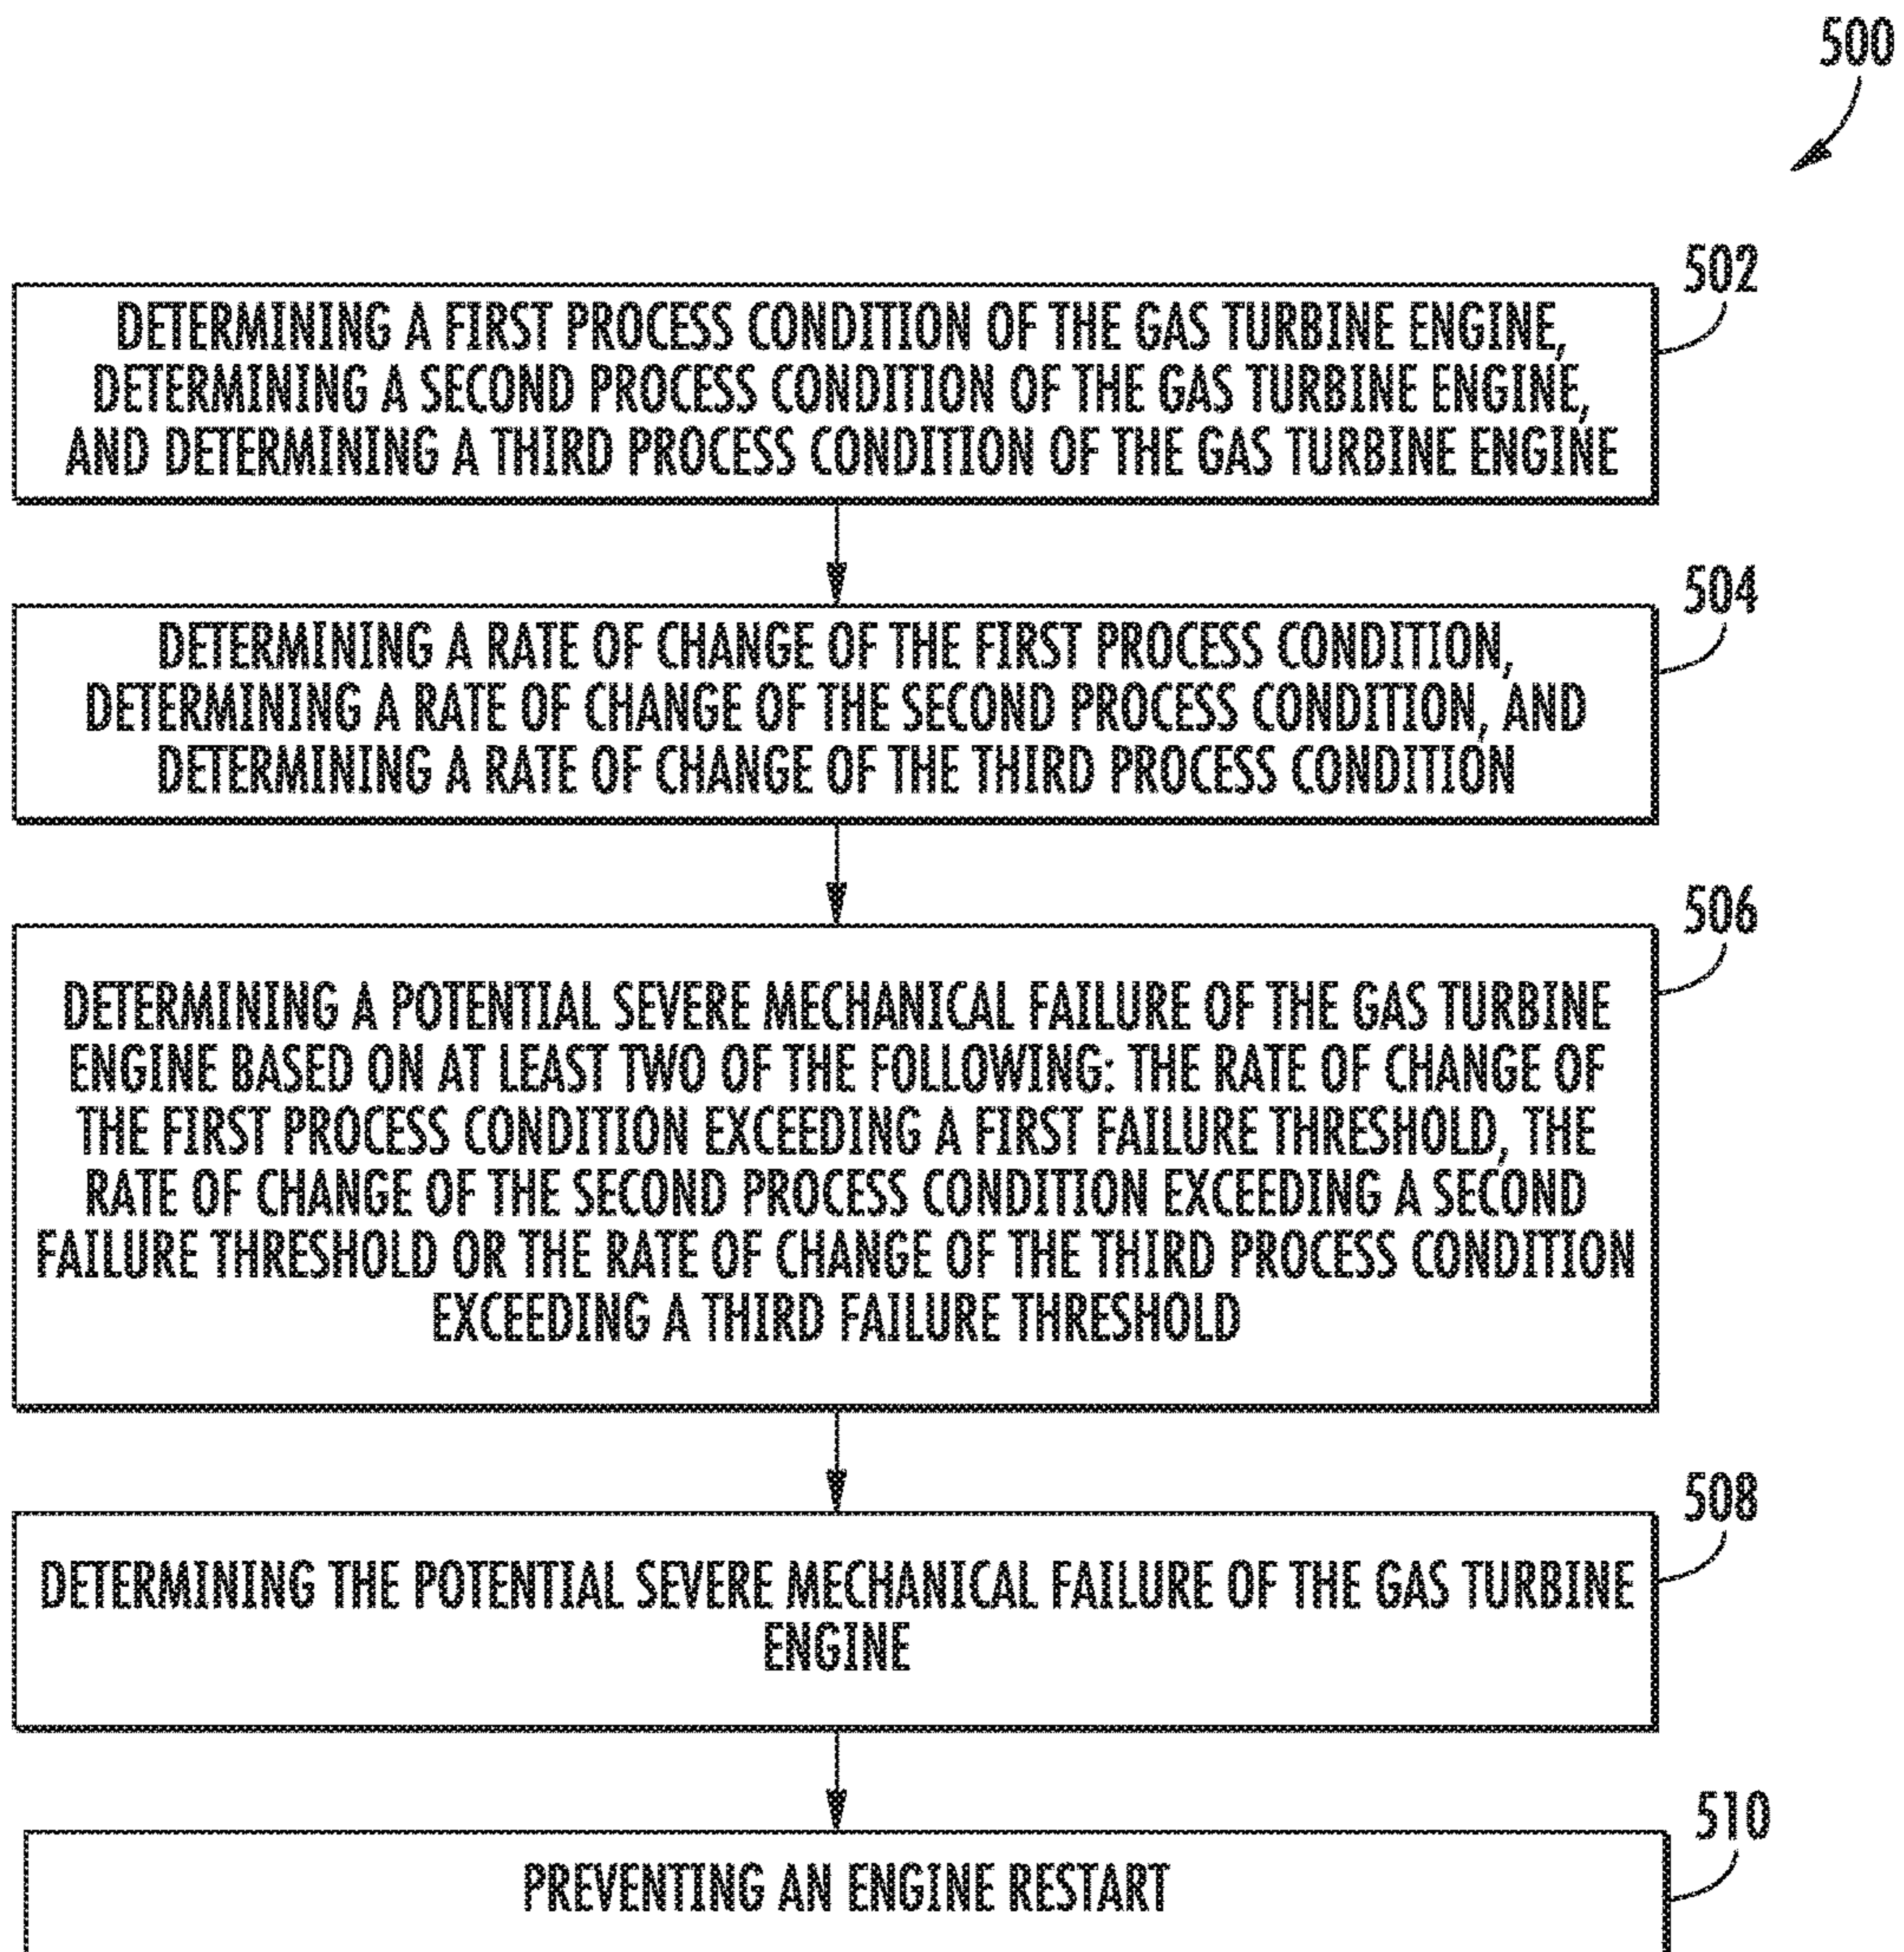 500
502
DETERMINING A FIRST PROCESS CONDITION OF THE GAS TURBINE ENGINE,
DETERMINING A SECOND PROCESS CONDITION OF THE GAS TURBINE ENGINE,
AND DETERMINING A THIRD PROCESS CONDITION OF THE GAS TURBINE ENGINE
504
DETERMINING A RATE OF CHANGE OF THE FIRST PROCESS CONDITION,
DETERMINING A RATE OF CHANGE OF THE SECOND PROCESS CONDITION, AND
DETERMINING A RATE OF CHANGE OF THE THIRD PROCESS CONDITION
506
DETERMINING A POTENTIAL SEVERE MECHANICAL FAILURE OF THE GAS TURBINE
ENGINE BASED ON AT LEAST TWO OF THE FOLLOWING: THE RATE OF CHANGE OF
THE FIRST PROCESS CONDITION EXCEEDING A FIRST FAILURE THRESHOLD, THE
RATE OF CHANGE OF THE SECOND PROCESS CONDITION EXCEEDING A SECOND
FAILURE THRESHOLD OR THE RATE OF CHANGE OF THE THIRD PROCESS CONDITION
EXCEEDING A THIRD FAILURE THRESHOLD
508
DETERMINING THE POTENTIAL SEVERE MECHANICAL FAILURE OF THE GAS TURBINE
ENGINE
510
PREVENTING AN ENGINE RESTART